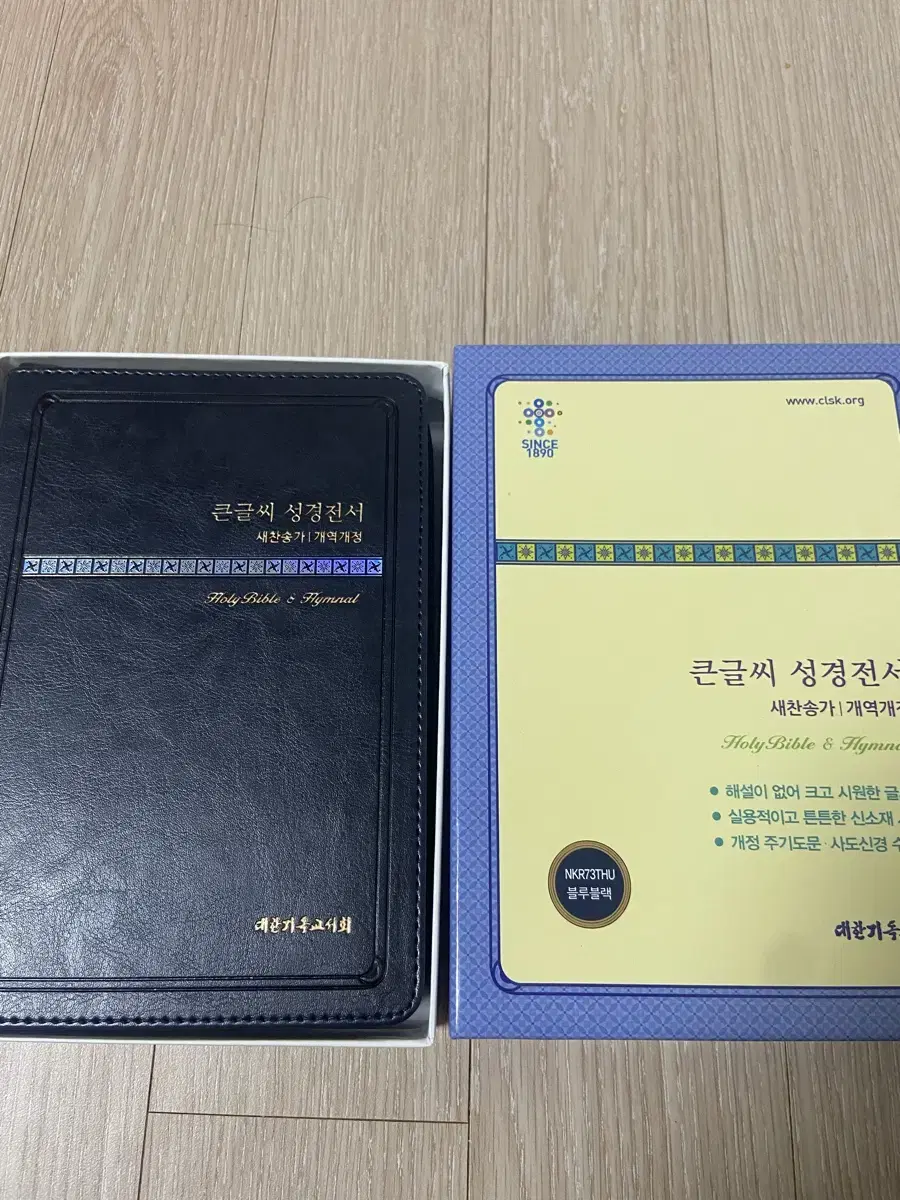 큰글씨 성경전서
새찬송가 | 개역개정
Holy Bible & Hymnal
대한기독교서회
www.clsk.org
SINCE
1890
큰글씨 성경전
새찬송가 | 개역개
Holy Bible & Hymn
해설이 없어 크고 시원한 글
실용적이고 튼튼한 신소재
개정 주기도문·사도신경
NKR73THU
블루블랙
대한기독